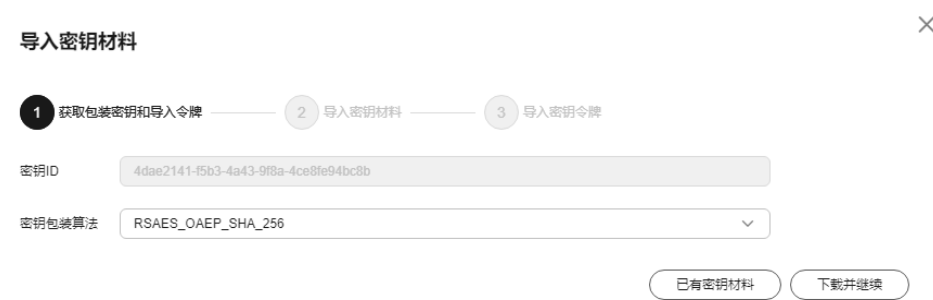 导入密钥材料
1 获取包装密钥和导入令牌 2 导入密钥材料 3 导入密钥令牌
密钥ID 4dae2141-f5b3-4a43-9f8a-4ce8fe94bc8b
密钥包装算法 RSAES_OAEP_SHA_256
已有密钥材料 下载并继续